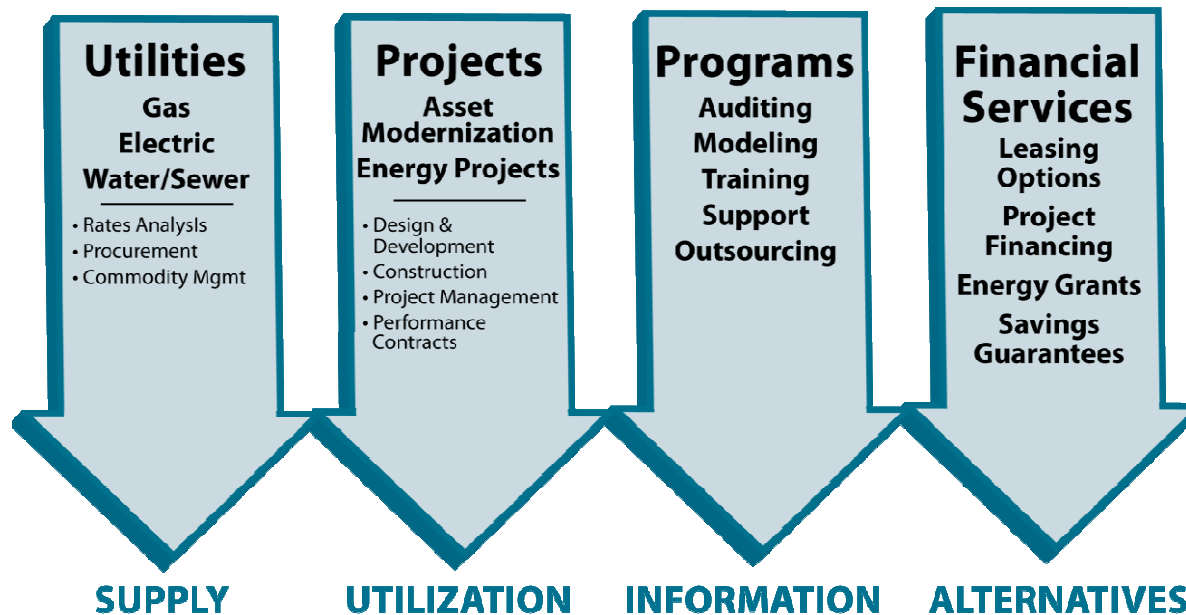 Utilities
Gas
Electric
Water/Sewer
• Rates Analysis
• Procurement
• Commodity Mgmt
SUPPLY
Projects
Asset
Modernization
Energy Projects
• Design &
Development
• Construction
• Project Management
• Performance
Contracts
UTILIZATION
Programs
Auditing
Modeling
Training
Support
Outsourcing
INFORMATION
Financial
Services
Leasing
Options
Project
Financing
Energy Grants
Savings
Guarantees
ALTERNATIVES